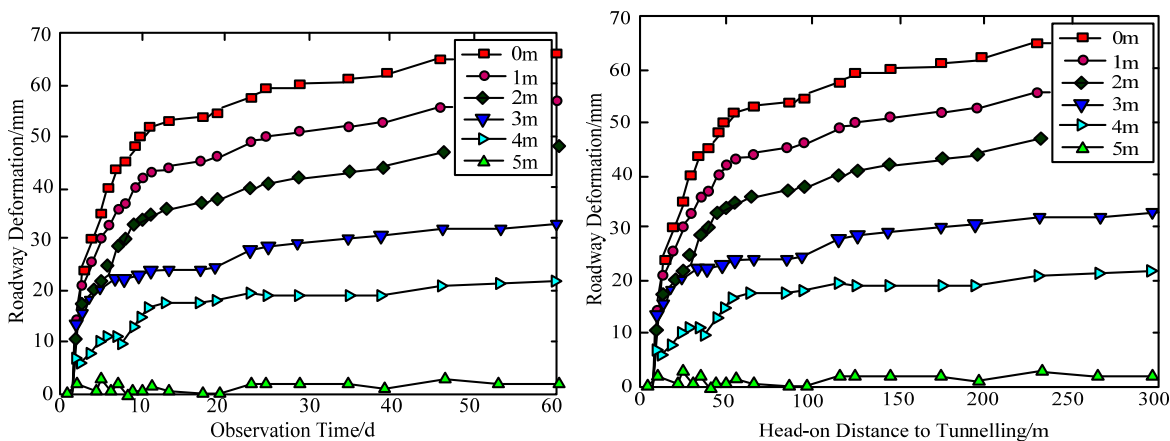 70
60
50
40
30
20
10
0
Roadway Deformation/mm
0 10 20 30 40 50 60
Observation Time/d
0m
1m
2m
3m
4m
5m
70
60
50
40
30
20
10
0
Roadway Deformation/mm
0 50 100 150 200 250 300
Head-on Distance to Tunnelling/m
0m
1m
2m
3m
4m
5m